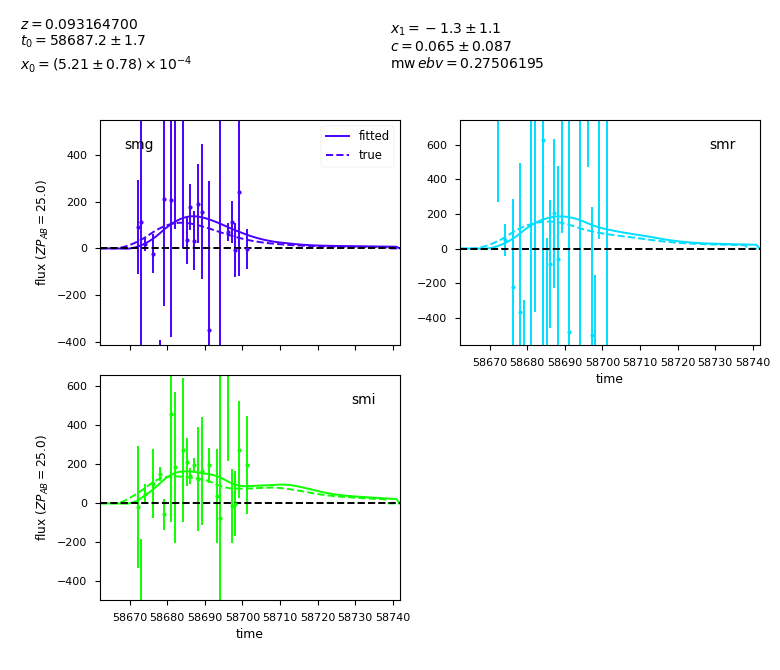 z = 0.093164700
t₀ = 58687.2 ± 1.7
x₀ = (5.21 ± 0.78) × 10⁻⁴
x₁ = −1.3 ± 1.1
c = 0.065 ± 0.087
mw ebv = 0.27506195
smg
fitted
true
400
200
0
−200
−400
flux (ZP_AB = 25.0)
smr
600
400
200
0
−200
−400
58670 58680 58690 58700 58710 58720 58730 58740
time
smi
600
400
200
0
−200
−400
flux (ZP_AB = 25.0)
58670 58680 58690 58700 58710 58720 58730 58740
time